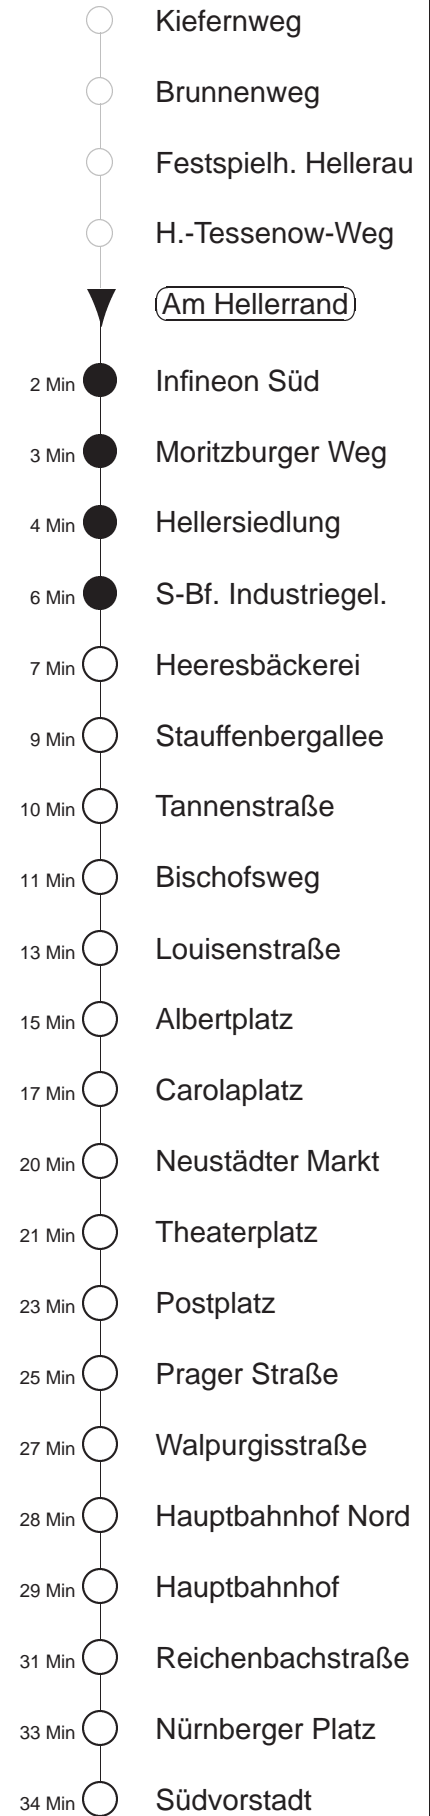 Kiefernweg
Brunnenweg
Festspielh. Hellerau
H.-Tessenow-Weg
Am Hellerrand
2 Min Infineon Süd
3 Min Moritzburger Weg
4 Min Hellersiedlung
6 Min S-Bf. Industriegel.
7 Min Heeresbäckerei
9 Min Stauffenbergallee
10 Min Tannenstraße
11 Min Bischofsweg
13 Min Louisenstraße
15 Min Albertplatz
17 Min Carolaplatz
20 Min Neustädter Markt
21 Min Theaterplatz
23 Min Postplatz
25 Min Prager Straße
27 Min Walpurgisstraße
28 Min Hauptbahnhof Nord
29 Min Hauptbahnhof
31 Min Reichenbachstraße
33 Min Nürnberger Platz
34 Min Südvorstadt